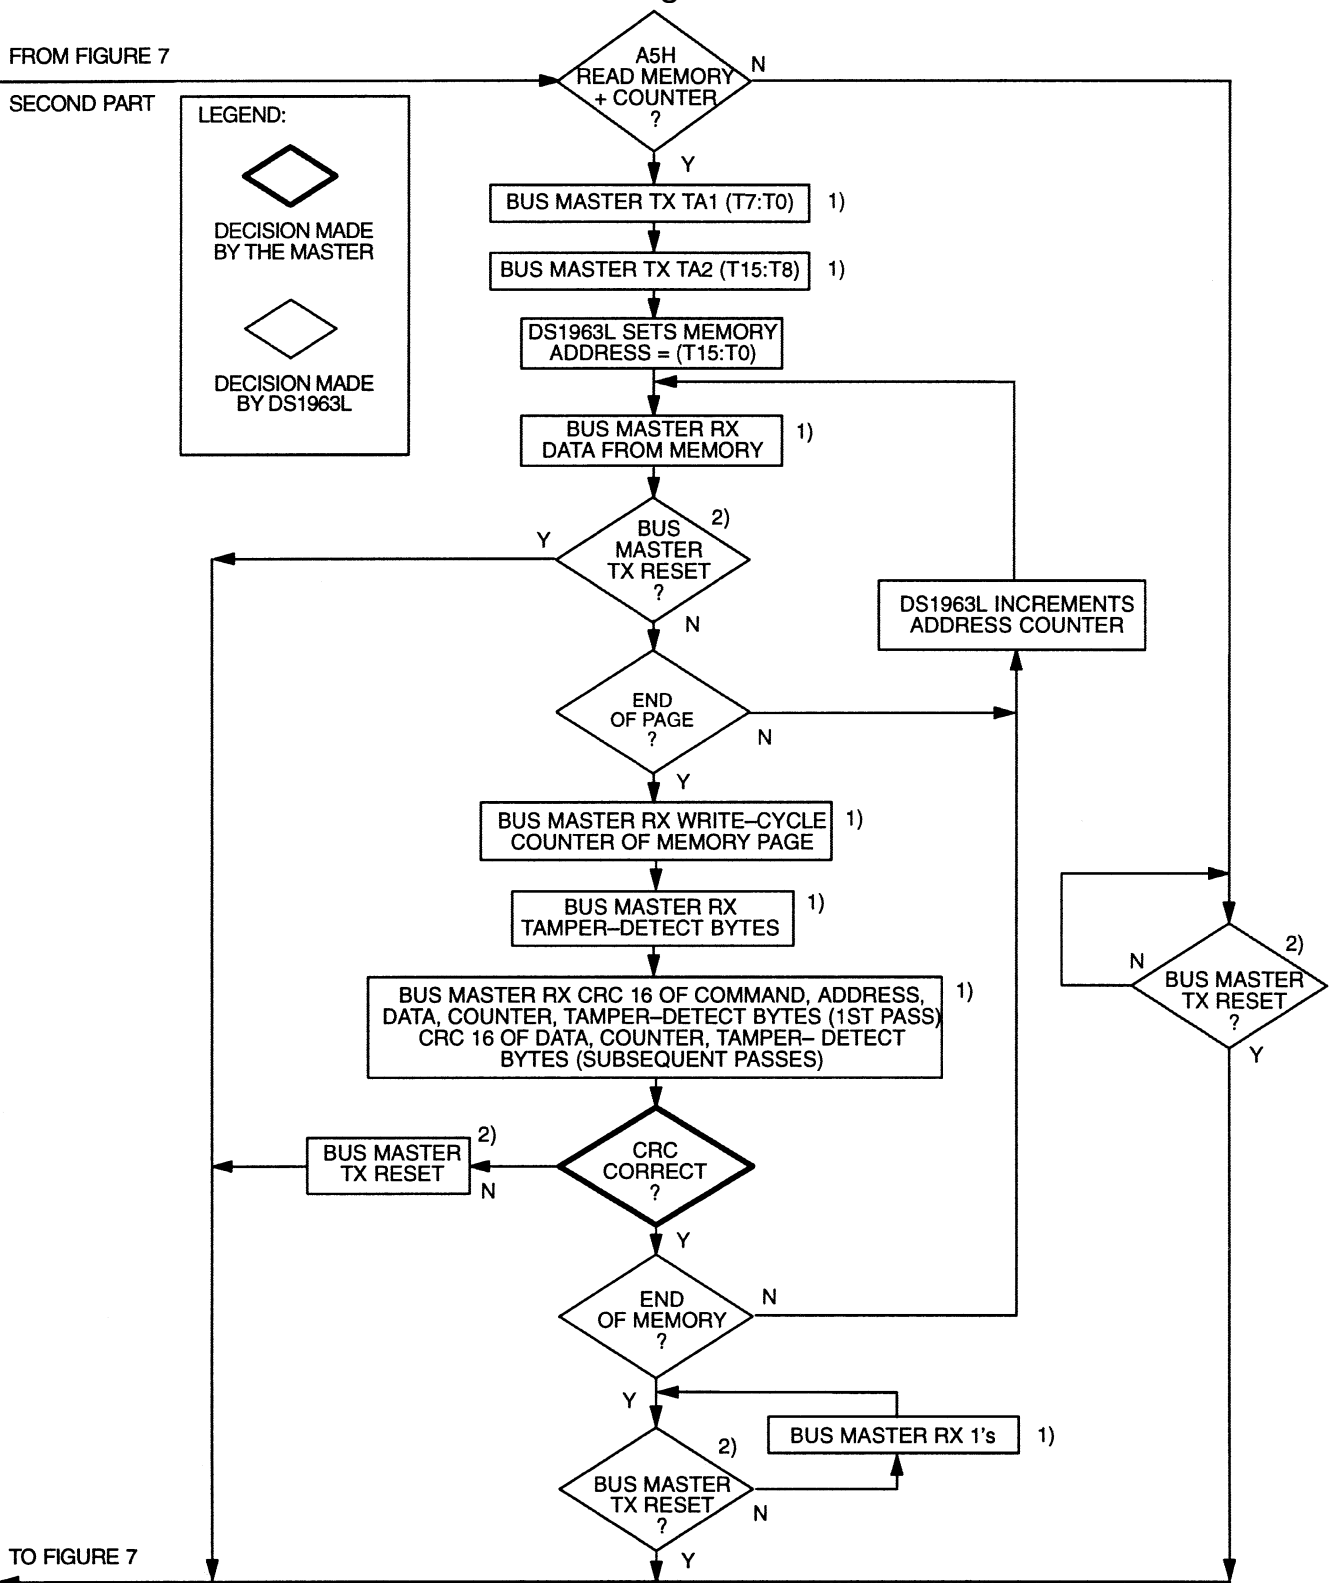 FROM FIGURE 7
SECOND PART
LEGEND:
DECISION MADE
BY THE MASTER
DECISION MADE
BY DS1963L
A5H
READ MEMORY
+ COUNTER
?
N
Y
BUS MASTER TX TA1 (T7:T0)
1)
BUS MASTER TX TA2 (T15:T8)
1)
DS1963L SETS MEMORY
ADDRESS = (T15:T0)
BUS MASTER RX
DATA FROM MEMORY
1)
BUS
MASTER
TX RESET
?
2)
Y
N
DS1963L INCREMENTS
ADDRESS COUNTER
END
OF PAGE
?
N
Y
BUS MASTER RX WRITE–CYCLE
COUNTER OF MEMORY PAGE
1)
BUS MASTER RX
TAMPER–DETECT BYTES
1)
BUS MASTER RX CRC 16 OF COMMAND, ADDRESS,
DATA, COUNTER, TAMPER–DETECT BYTES (1ST PASS)
CRC 16 OF DATA, COUNTER, TAMPER– DETECT
BYTES (SUBSEQUENT PASSES)
1)
N
BUS MASTER
TX RESET
?
2)
Y
CRC
CORRECT
?
N
Y
BUS MASTER
TX RESET
2)
END
OF MEMORY
?
N
Y
BUS MASTER RX 1's
1)
BUS MASTER
TX RESET
?
2)
N
Y
TO FIGURE 7